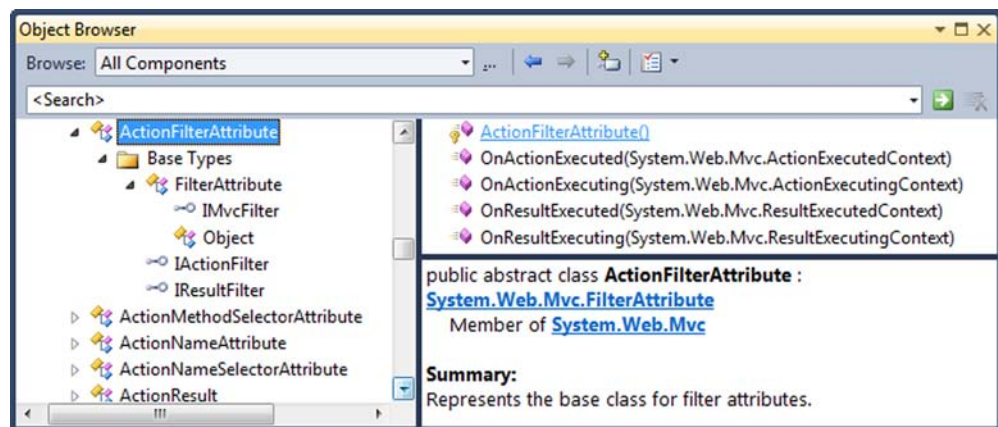 Object Browser
Browse: All Components ...
<Search>
ActionFilterAttribute
Base Types
FilterAttribute
IMvcFilter
Object
IActionFilter
IResultFilter
ActionMethodSelectorAttribute
ActionNameAttribute
ActionNameSelectorAttribute
ActionResult
ActionFilterAttribute()
OnActionExecuted(System.Web.Mvc.ActionExecutedContext)
OnActionExecuting(System.Web.Mvc.ActionExecutingContext)
OnResultExecuted(System.Web.Mvc.ResultExecutedContext)
OnResultExecuting(System.Web.Mvc.ResultExecutingContext)
public abstract class ActionFilterAttribute :
System.Web.Mvc.FilterAttribute
Member of System.Web.Mvc
Summary:
Represents the base class for filter attributes.